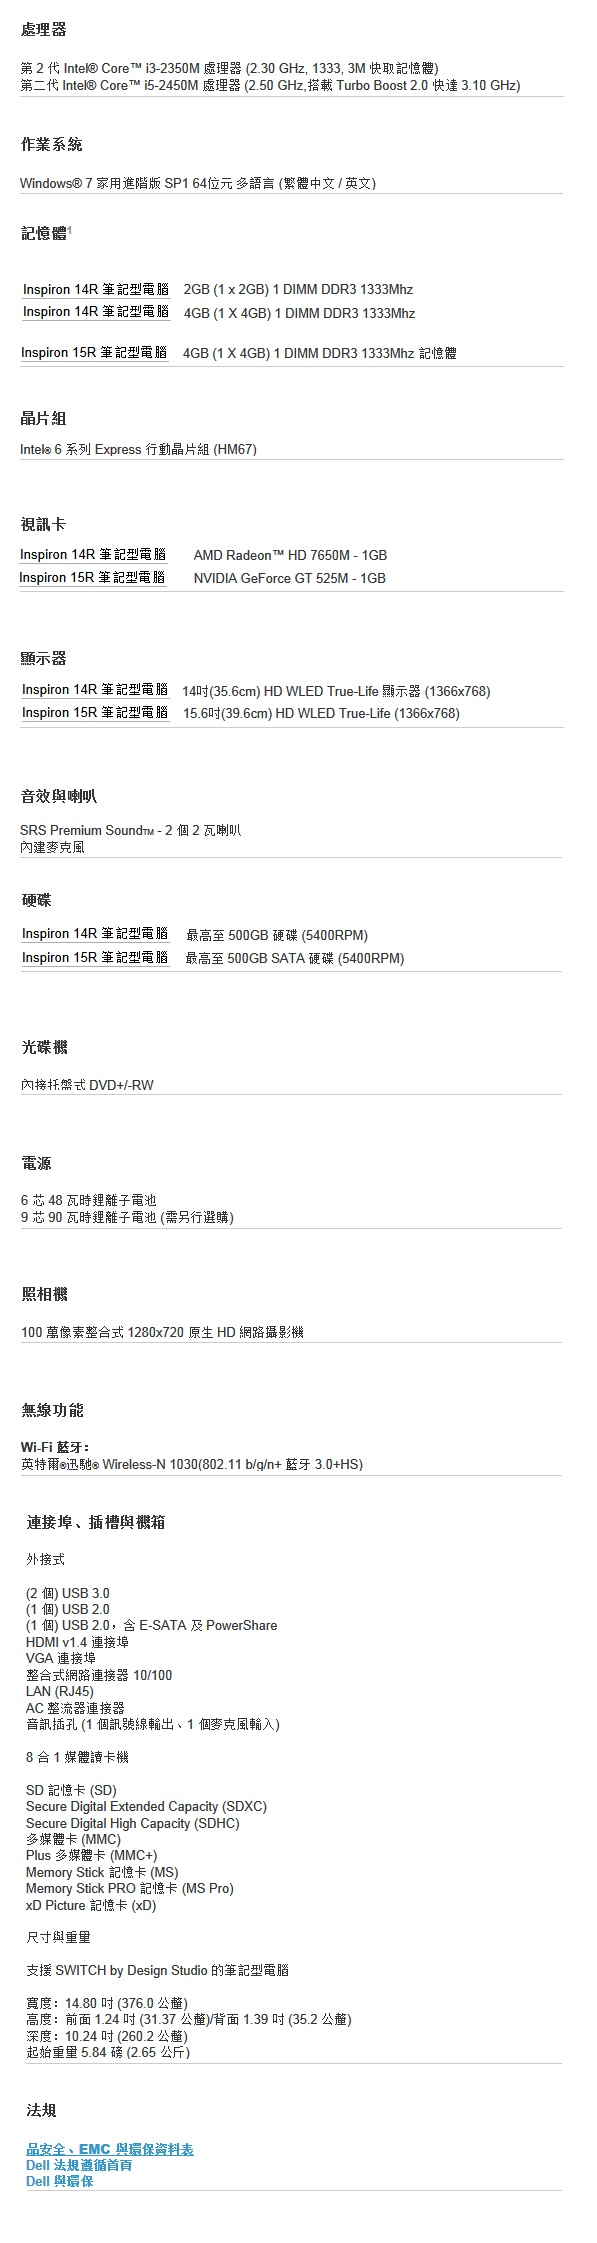 處理器
第 2 代 Intel® Core™ i3-2350M 處理器 (2.30 GHz, 1333, 3M 快取記憶體)
第二代 Intel® Core™ i5-2450M 處理器 (2.50 GHz,搭載 Turbo Boost 2.0 快達 3.10 GHz)
作業系統
Windows® 7 家用進階版 SP1 64位元 多語言 (繁體中文 / 英文)
記憶體1
Inspiron 14R 筆記型電腦 2GB (1 x 2GB) 1 DIMM DDR3 1333Mhz
Inspiron 14R 筆記型電腦 4GB (1 X 4GB) 1 DIMM DDR3 1333Mhz
Inspiron 15R 筆記型電腦 4GB (1 X 4GB) 1 DIMM DDR3 1333Mhz 記憶體
晶片組
Intel® 6 系列 Express 行動晶片組 (HM67)
視訊卡
Inspiron 14R 筆記型電腦 AMD Radeon™ HD 7650M - 1GB
Inspiron 15R 筆記型電腦 NVIDIA GeForce GT 525M - 1GB
顯示器
Inspiron 14R 筆記型電腦 14吋(35.6cm) HD WLED True-Life 顯示器 (1366x768)
Inspiron 15R 筆記型電腦 15.6吋(39.6cm) HD WLED True-Life (1366x768)
音效與喇叭
SRS Premium Sound™ - 2 個 2 瓦喇叭
內建麥克風
硬碟
Inspiron 14R 筆記型電腦 最高至 500GB 硬碟 (5400RPM)
Inspiron 15R 筆記型電腦 最高至 500GB SATA 硬碟 (5400RPM)
光碟機
內接托盤式 DVD+/-RW
電源
6 芯 48 瓦時鋰離子電池
9 芯 90 瓦時鋰離子電池 (需另行選購)
照相機
100 萬像素整合式 1280x720 原生 HD 網路攝影機
無線功能
Wi-Fi 藍牙：
英特爾®迅馳® Wireless-N 1030(802.11 b/g/n+ 藍牙 3.0+HS)
連接埠、插槽與機箱
外接式
(2 個) USB 3.0
(1 個) USB 2.0
(1 個) USB 2.0，含 E-SATA 及 PowerShare
HDMI v1.4 連接埠
VGA 連接埠
整合式網路連接器 10/100
LAN (RJ45)
AC 整流器連接器
音訊插孔 (1 個訊號線輸出、1 個麥克風輸入)
8 合 1 媒體讀卡機
SD 記憶卡 (SD)
Secure Digital Extended Capacity (SDXC)
Secure Digital High Capacity (SDHC)
多媒體卡 (MMC)
Plus 多媒體卡 (MMC+)
Memory Stick 記憶卡 (MS)
Memory Stick PRO 記憶卡 (MS Pro)
xD Picture 記憶卡 (xD)
尺寸與重量
支援 SWITCH by Design Studio 的筆記型電腦
寬度：14.80 吋 (376.0 公釐)
高度：前面 1.24 吋 (31.37 公釐)/背面 1.39 吋 (35.2 公釐)
深度：10.24 吋 (260.2 公釐)
起始重量 5.84 磅 (2.65 公斤)
法規
品安全、EMC 與環保資料表
Dell 法規遵循首頁
Dell 與環保